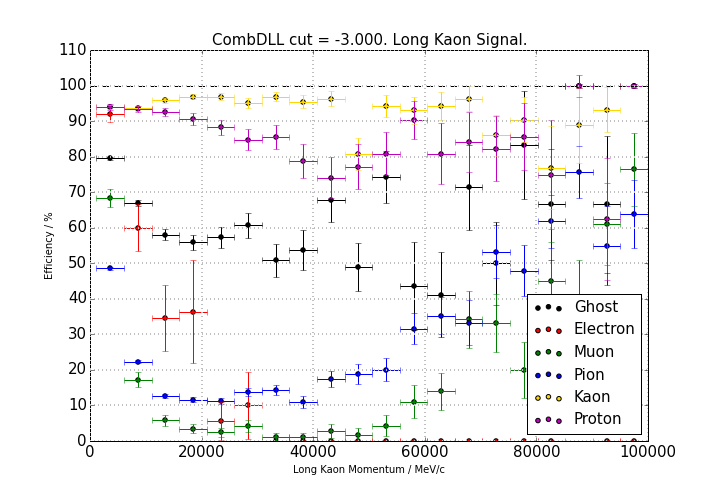 CombDLL cut = -3.000. Long Kaon Signal.
110
100
90
80
70
60
50
40
30
20
10
0
Efficiency / %
0 20000 40000 60000 80000 100000
Long Kaon Momentum / MeV/c
Ghost
Electron
Muon
Pion
Kaon
Proton